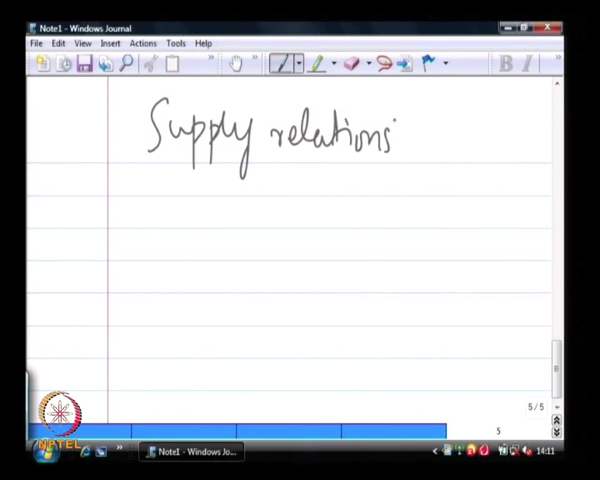 Note1 - Windows Journal
File Edit View Insert Actions Tools Help
B I
Supply relations
5/5
5
NPTEL
Note1 - Windows Jo...
14:11